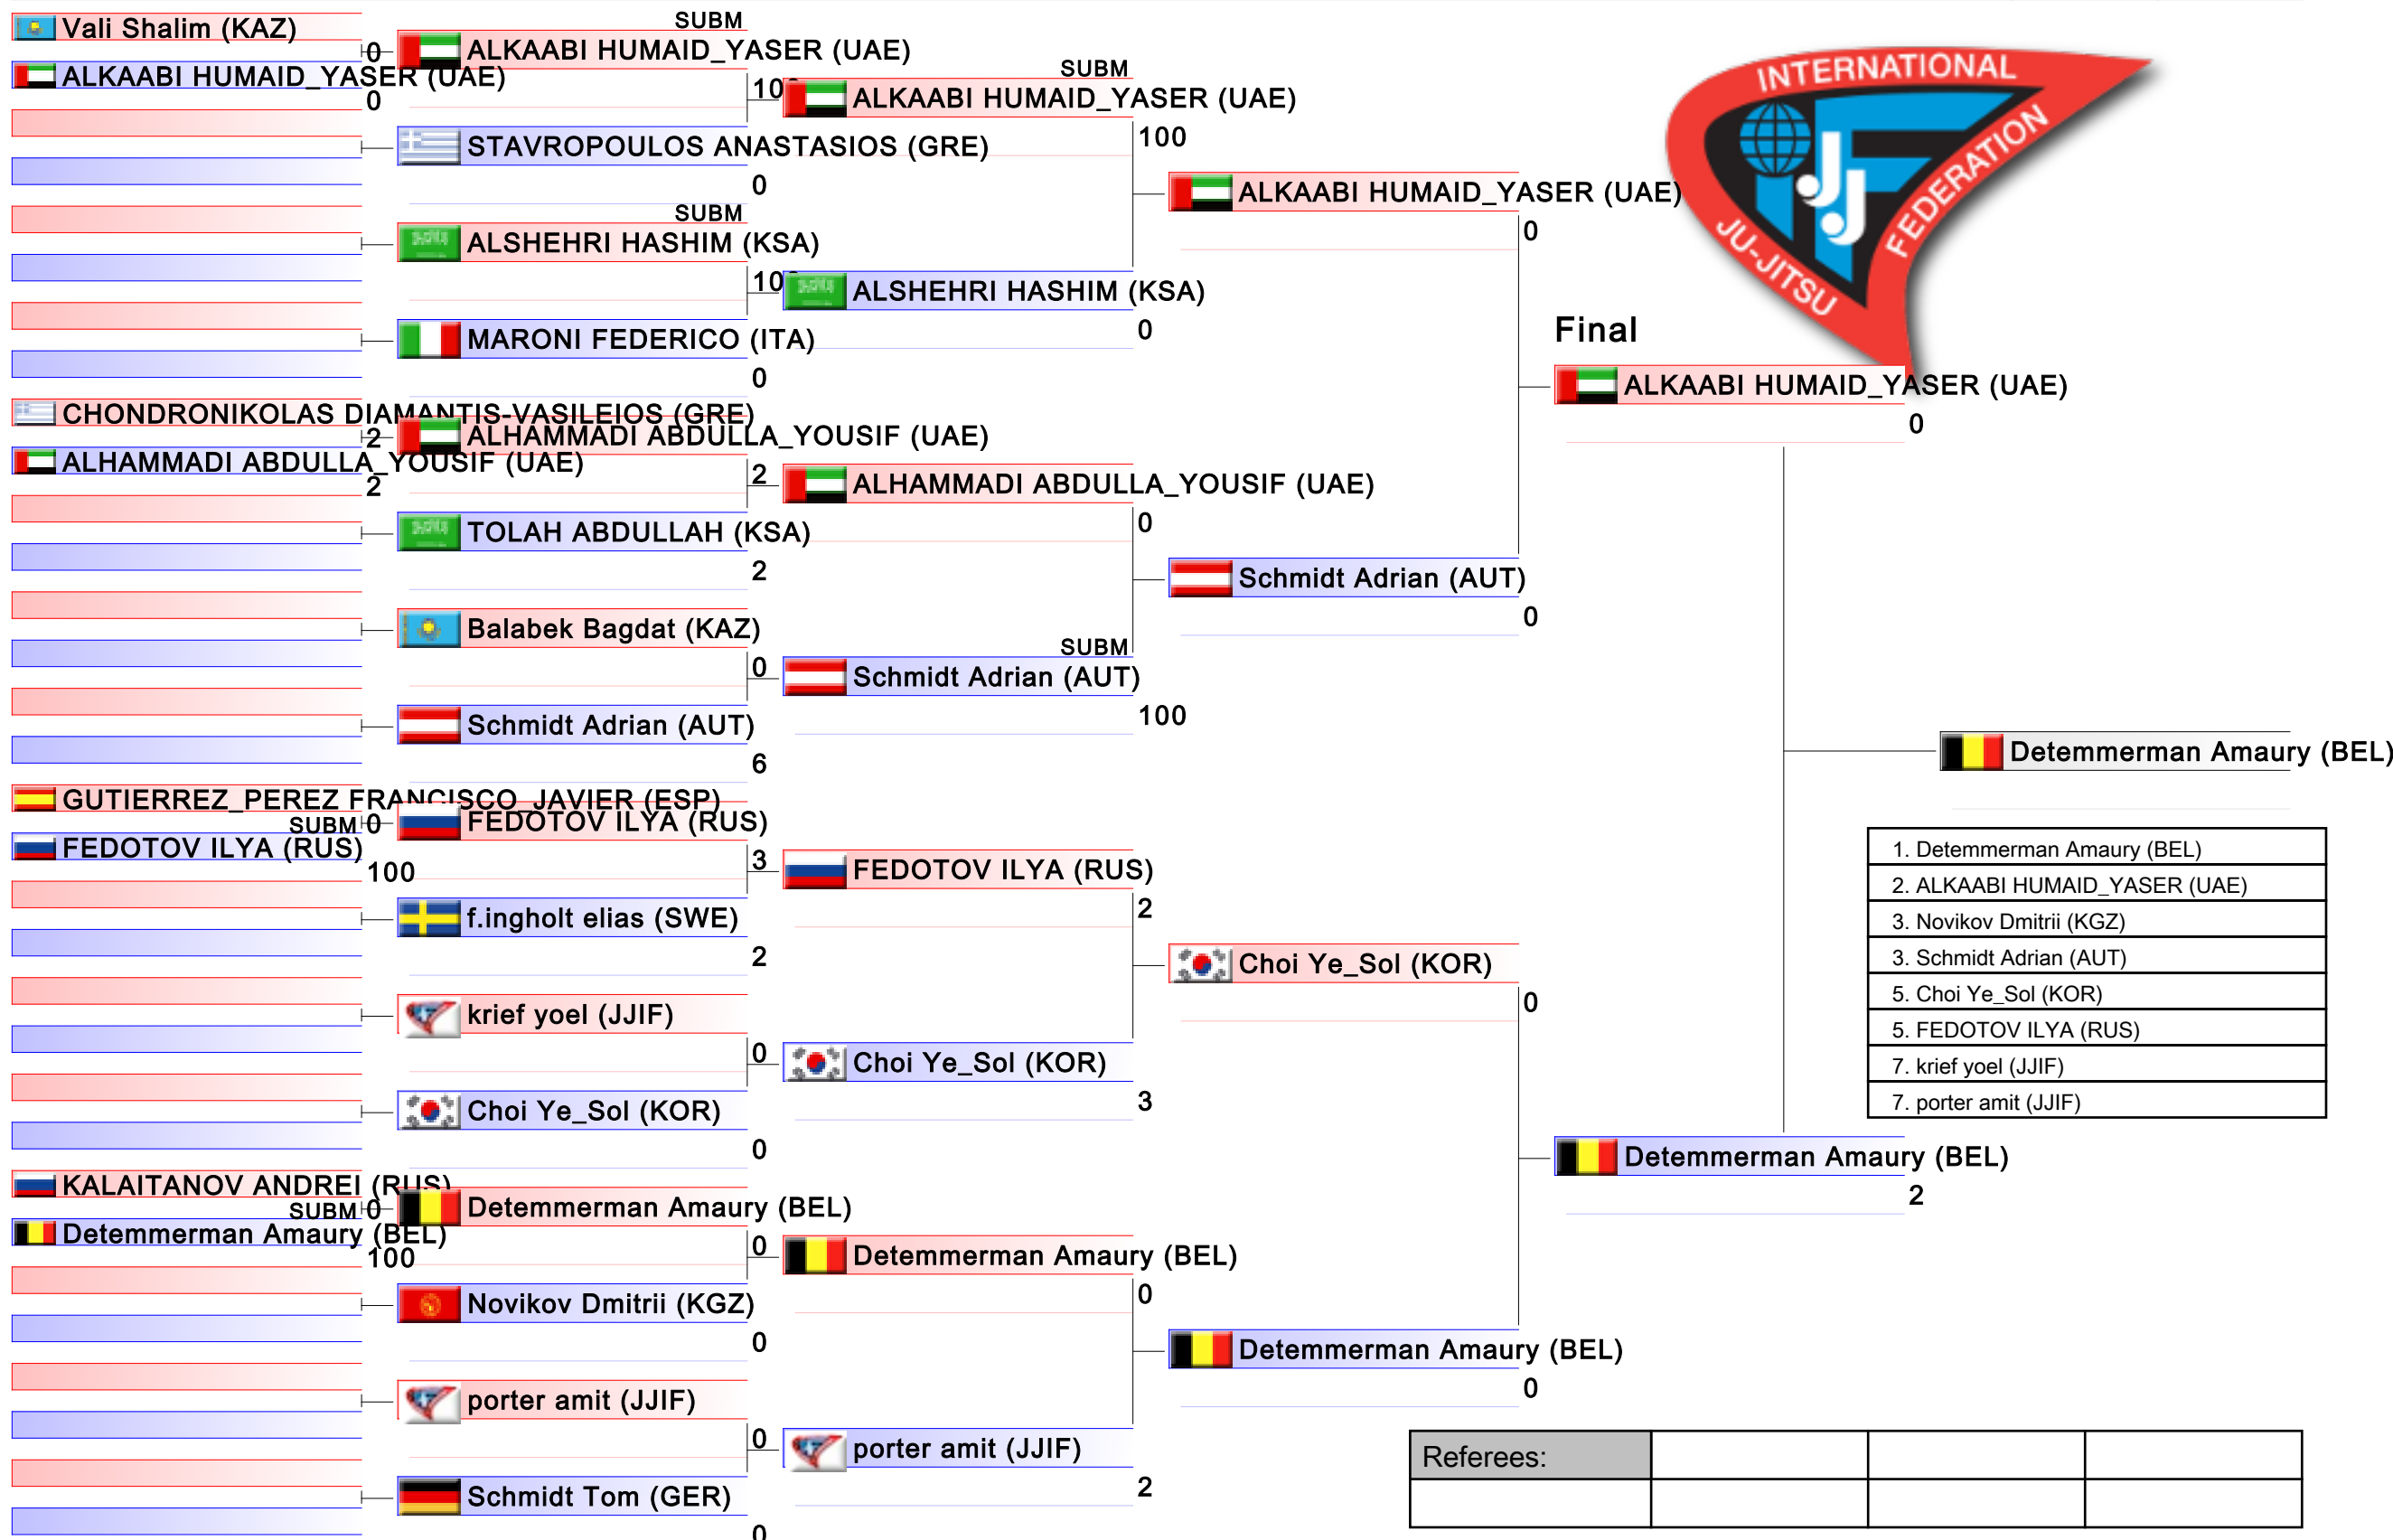 Vali Shalim (KAZ)
0
ALKAABI HUMAID_YASER (UAE)
0
CHONDRONIKOLAS DIAMANTIS-VASILEIOS (GRE)
2
ALHAMMADI ABDULLA_YOUSIF (UAE)
2
GUTIERREZ_PEREZ FRANCISCO_JAVIER (ESP)
SUBM 0
FEDOTOV ILYA (RUS)
100
KALAITANOV ANDREI (RUS)
SUBM 0
Detemmerman Amaury (BEL)
100
SUBM
ALKAABI HUMAID_YASER (UAE)
100
STAVROPOULOS ANASTASIOS (GRE)
0
SUBM
ALSHEHRI HASHIM (KSA)
100
MARONI FEDERICO (ITA)
0
ALHAMMADI ABDULLA_YOUSIF (UAE)
2
TOLAH ABDULLAH (KSA)
2
Balabek Bagdat (KAZ)
0
Schmidt Adrian (AUT)
6
FEDOTOV ILYA (RUS)
3
f.ingholt elias (SWE)
2
krief yoel (JJIF)
0
Choi Ye_Sol (KOR)
0
Detemmerman Amaury (BEL)
0
Novikov Dmitrii (KGZ)
0
porter amit (JJIF)
0
Schmidt Tom (GER)
0
SUBM
ALKAABI HUMAID_YASER (UAE)
100
ALSHEHRI HASHIM (KSA)
0
ALHAMMADI ABDULLA_YOUSIF (UAE)
0
SUBM
Schmidt Adrian (AUT)
100
FEDOTOV ILYA (RUS)
2
Choi Ye_Sol (KOR)
3
Detemmerman Amaury (BEL)
0
porter amit (JJIF)
2
ALKAABI HUMAID_YASER (UAE)
0
Schmidt Adrian (AUT)
0
Choi Ye_Sol (KOR)
0
Detemmerman Amaury (BEL)
0
INTERNATIONAL
JU-JITSU
FEDERATION
JJ
Final
ALKAABI HUMAID_YASER (UAE)
0
Detemmerman Amaury (BEL)
2
Detemmerman Amaury (BEL)
1. Detemmerman Amaury (BEL)
2. ALKAABI HUMAID_YASER (UAE)
3. Novikov Dmitrii (KGZ)
3. Schmidt Adrian (AUT)
5. Choi Ye_Sol (KOR)
5. FEDOTOV ILYA (RUS)
7. krief yoel (JJIF)
7. porter amit (JJIF)
Referees: